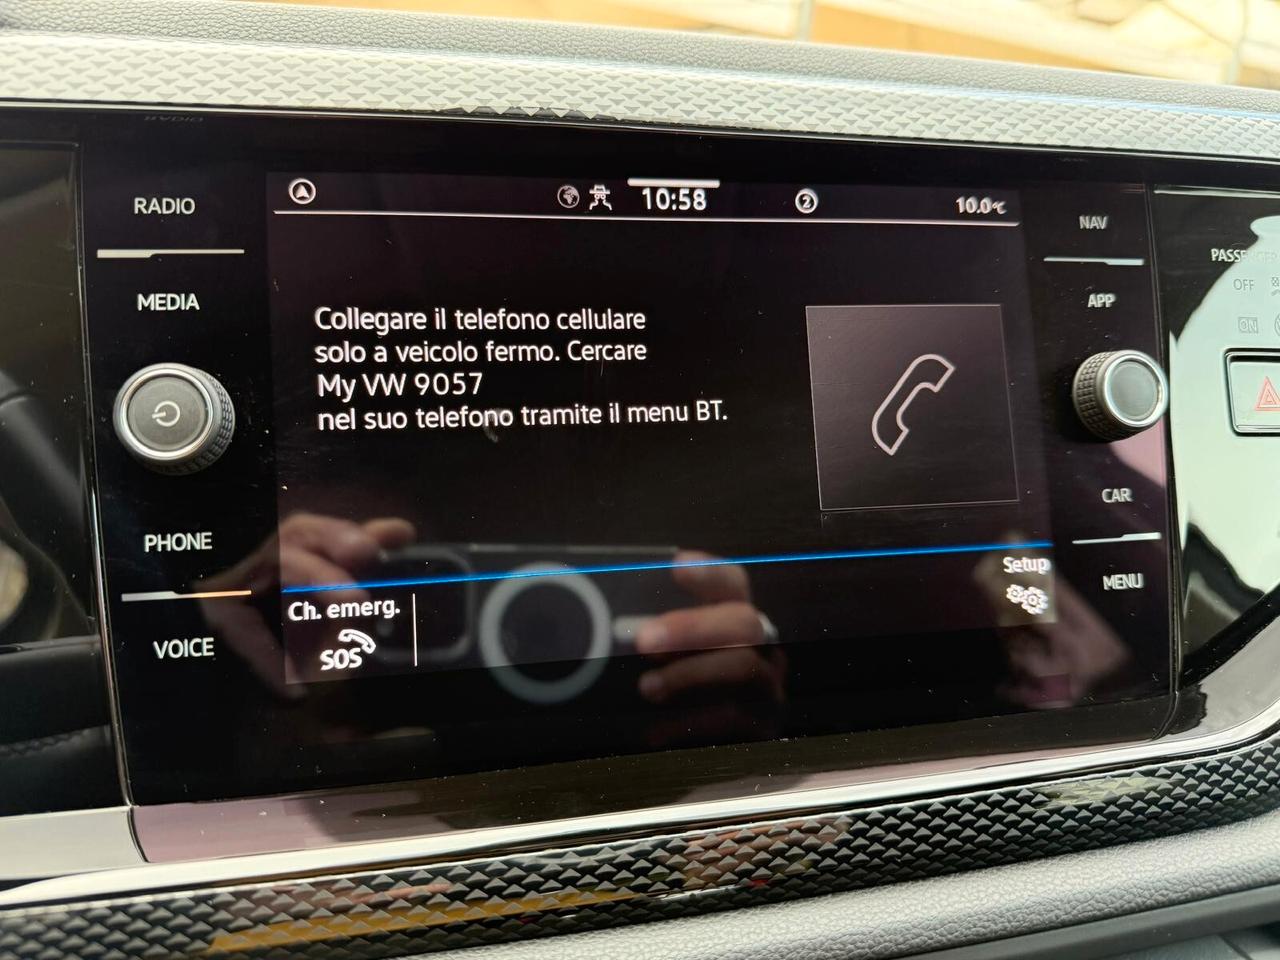 RADIO
MEDIA
PHONE
VOICE
10:58
2
10.0°C
Collegare il telefono cellulare
solo a veicolo fermo. Cercare
My VW 9057
nel suo telefono tramite il menu BT.
Ch. emerg.
SOS
Setup
NAV
APP
CAR
MENU
OFF
ON